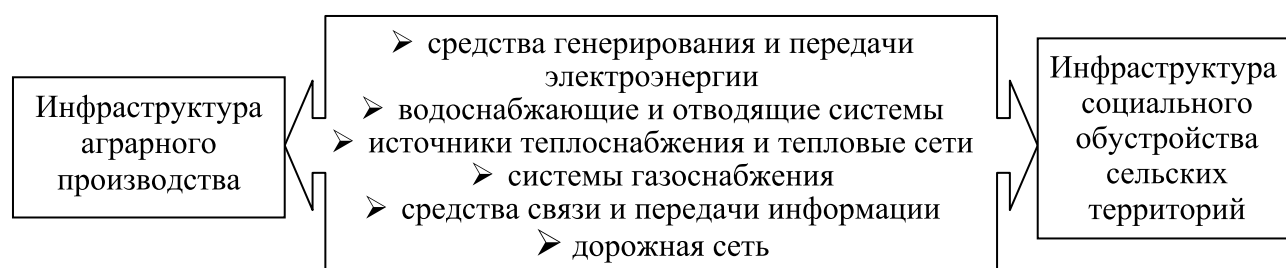 Инфраструктура
аграрного
производства
➢ средства генерирования и передачи
электроэнергии
➢ водоснабжающие и отводящие системы
➢ источники теплоснабжения и тепловые сети
➢ системы газоснабжения
➢ средства связи и передачи информации
➢ дорожная сеть
Инфраструктура
социального
обустройства
сельских
территорий